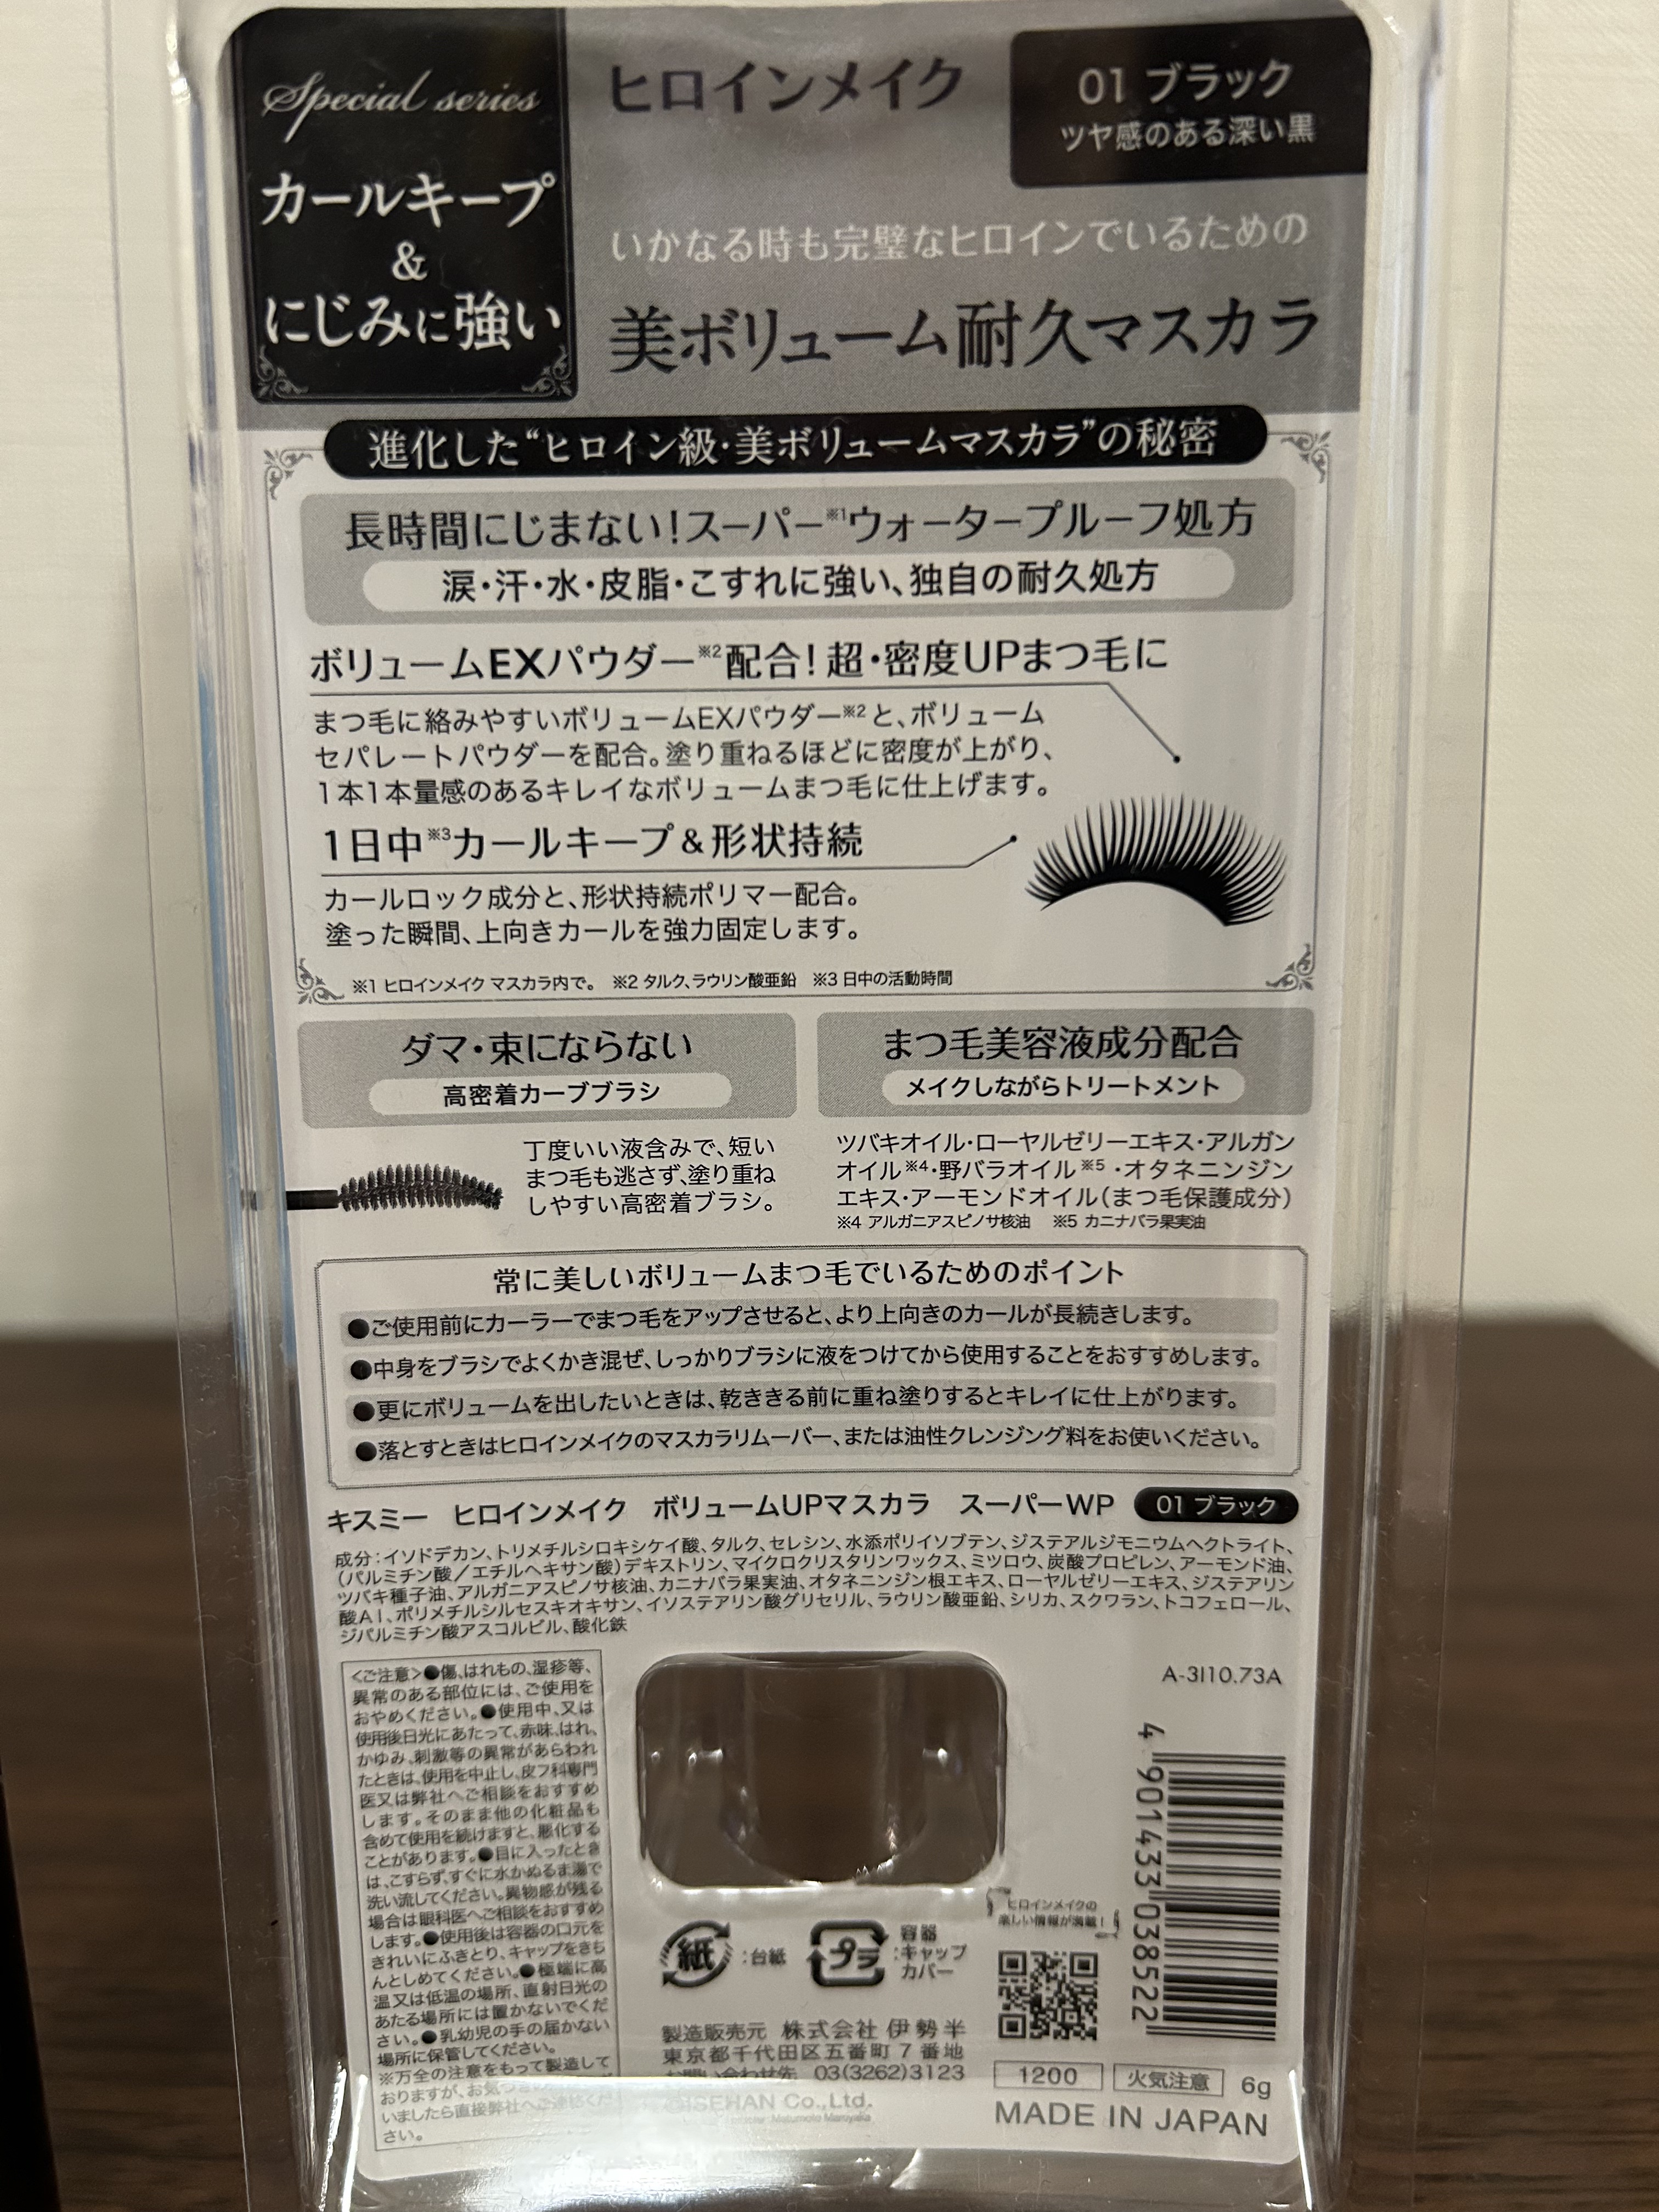 Special series
カールキープ
&
にじみに強い
ヒロインメイク
01 ブラック
ツヤ感のある深い黒
いかなる時も完璧なヒロインでいるための
美ボリューム耐久マスカラ
進化した“ヒロイン級・美ボリュームマスカラ”の秘密
長時間にじまない!スーパー※1ウォータープルーフ処方
涙・汗・水・皮脂・こすれに強い、独自の耐久処方
ボリュームEXパウダー※2配合!超・密度UPまつ毛に
まつ毛に絡みやすいボリュームEXパウダー※2と、ボリューム
セパレートパウダーを配合。塗り重ねるほどに密度が上がり、
1本1本量感のあるキレイなボリュームまつ毛に仕上げます。
1日中※3カールキープ&形状持続
カールロック成分と、形状持続ポリマー配合。
塗った瞬間、上向きカールを強力固定します。
※1 ヒロインメイク マスカラ内で。 ※2 タルク、ラウリン酸亜鉛 ※3 日中の活動時間
ダマ・束にならない
高密着カーブブラシ
丁度いい液含みで、短い
まつ毛も逃さず、塗り重ね
しやすい高密着ブラシ。
まつ毛美容液成分配合
メイクしながらトリートメント
ツバキオイル・ローヤルゼリーエキス・アルガン
オイル※4・野バラオイル※5・オタネニンジン
エキス・アーモンドオイル(まつ毛保護成分)
※4 アルガニアスピノサ核油 ※5 カニナバラ果実油
常に美しいボリュームまつ毛でいるためのポイント
●ご使用前にカーラーでまつ毛をアップさせると、より上向きのカールが長続きします。
●中身をブラシでよくかき混ぜ、しっかりブラシに液をつけてから使用することをおすすめします。
●更にボリュームを出したいときは、乾ききる前に重ね塗りするとキレイに仕上がります。
●落とすときはヒロインメイクのマスカラリムーバー、または油性クレンジング料をお使いください。
キスミー ヒロインメイク ボリュームUPマスカラ スーパーWP 01 ブラック
成分:イソドデカン、トリメチルシロキシケイ酸、タルク、セレシン、水添ポリイソブテン、ジステアルジモニウムヘクトライト、
(パルミチン酸/エチルヘキサン酸)デキストリン、マイクロクリスタリンワックス、ミツロウ、炭酸プロピレン、アーモンド油、
ツバキ種子油、アルガニアスピノサ核油、カニナバラ果実油、オタネニンジン根エキス、ローヤルゼリーエキス、ジステアリン
酸Al、ポリメチルシルセスキオキサン、イソステアリン酸グリセリル、ラウリン酸亜鉛、シリカ、スクワラン、トコフェロール、
ジパルミチン酸アスコルビル、酸化鉄
<ご注意>●傷、はれもの、湿疹等、
異常のある部位には、ご使用を
おやめください。●使用中、又は
使用後日光にあたって、赤味、はれ、
かゆみ、刺激等の異常があらわれ
たときは、使用を中止し、皮フ科専門
医又は弊社へご相談をおすすめ
します。そのまま他の化粧品も
含めて使用を続けますと、悪化する
ことがあります。●目に入ったとき
は、こすらず、すぐに水かぬるま湯で
洗い流してください。異物感が残る
場合は眼科医へご相談をおすすめ
します。●使用後は容器の口元を
きれいにふきとり、キャップをきち
んとしめてください。●極端に高
温又は低温の場所、直射日光の
あたる場所には置かないでくだ
さい。●乳幼児の手の届かない
場所に保管してください。
※万全の注意をもって製造して
おりますが、お気づき
いましたら直接弊社へご連絡くだ
さい。
A-3I10.73A
4 901433 038522
紙 :台紙
プラ :容器 キャップ カバー
ヒロインメイクの
楽しい情報が満載!
製造販売元 株式会社 伊勢半
東京都千代田区五番町7番地
お問い合わせ先 03(3262)3123
ISEHAN Co.,Ltd.
1200 火気注意 6g
MADE IN JAPAN